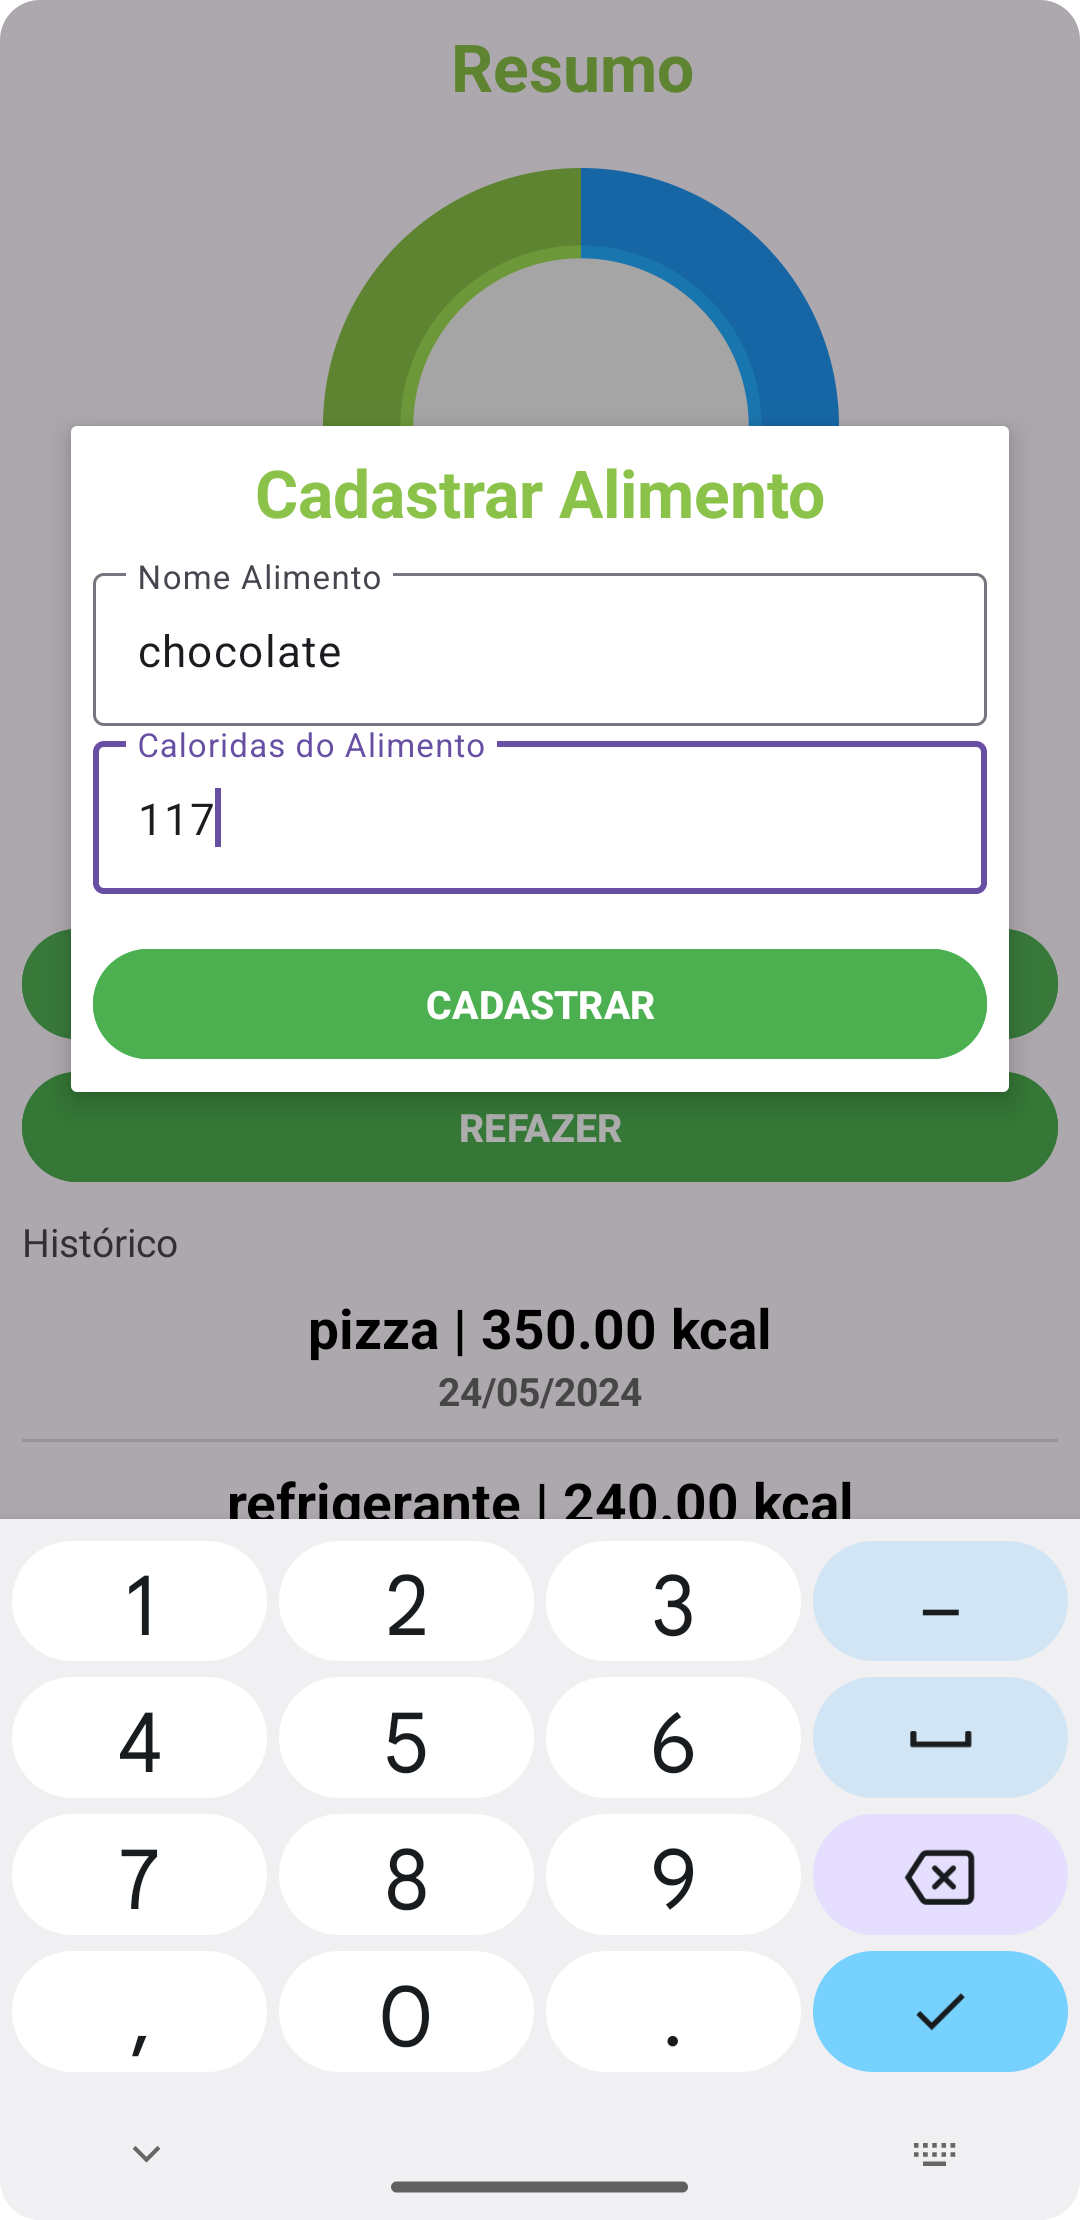 Resumo
Cadastrar Alimento
Nome Alimento
chocolate
Caloridas do Alimento
117
CADASTRAR
REFAZER
Histórico
pizza | 350.00 kcal
24/05/2024
refrigerante | 240.00 kcal
1 2 3 –
4 5 6
7 8 9
, 0 .